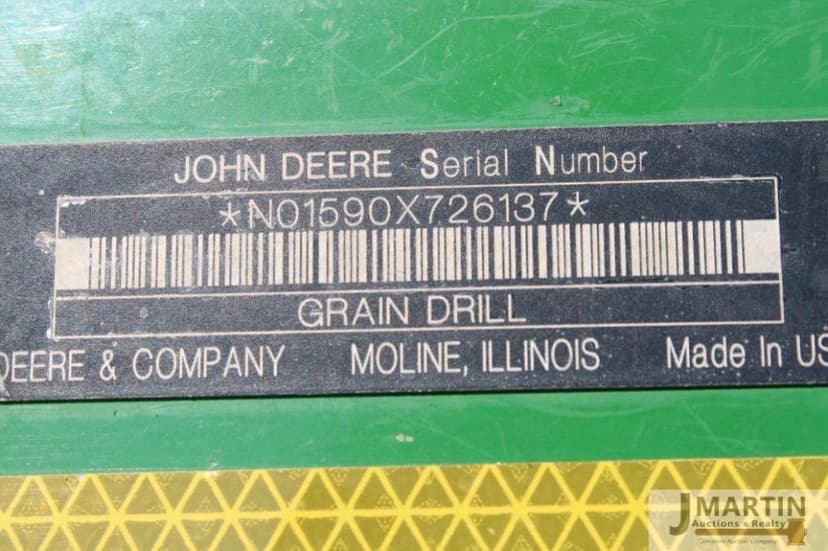 JOHN DEERE Serial Number
*N01590X726137*
GRAIN DRILL
DEERE & COMPANY MOLINE, ILLINOIS Made In US
J MARTIN
Auctions & Realty